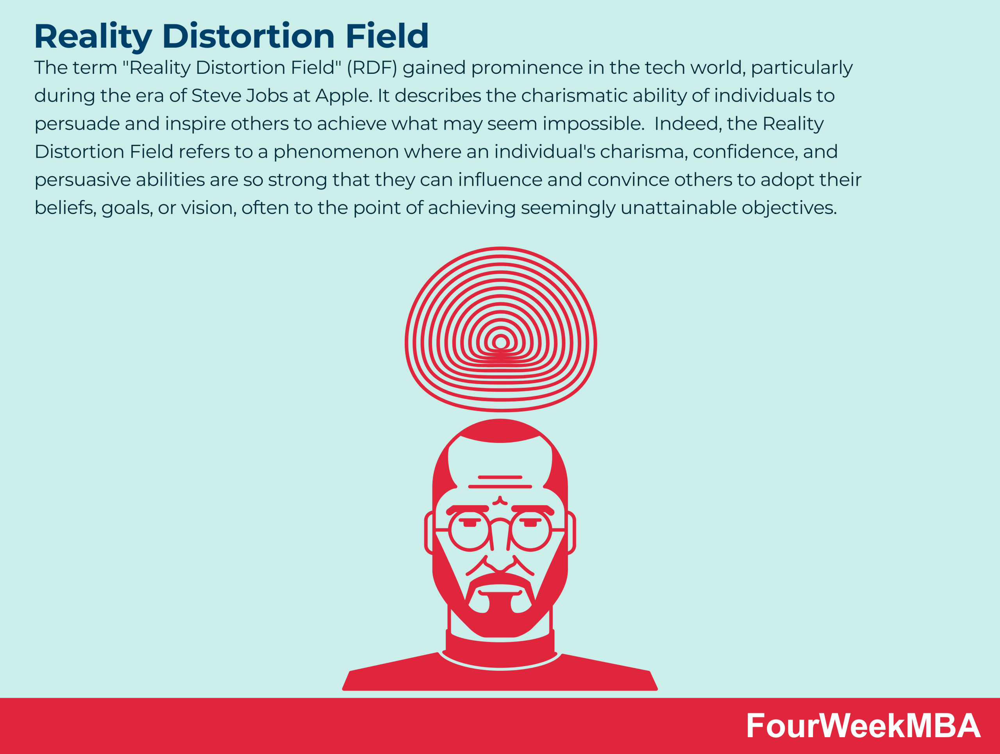 Reality Distortion Field
The term "Reality Distortion Field" (RDF) gained prominence in the tech world, particularly
during the era of Steve Jobs at Apple. It describes the charismatic ability of individuals to
persuade and inspire others to achieve what may seem impossible.  Indeed, the Reality
Distortion Field refers to a phenomenon where an individual's charisma, confidence, and
persuasive abilities are so strong that they can influence and convince others to adopt their
beliefs, goals, or vision, often to the point of achieving seemingly unattainable objectives.
FourWeekMBA